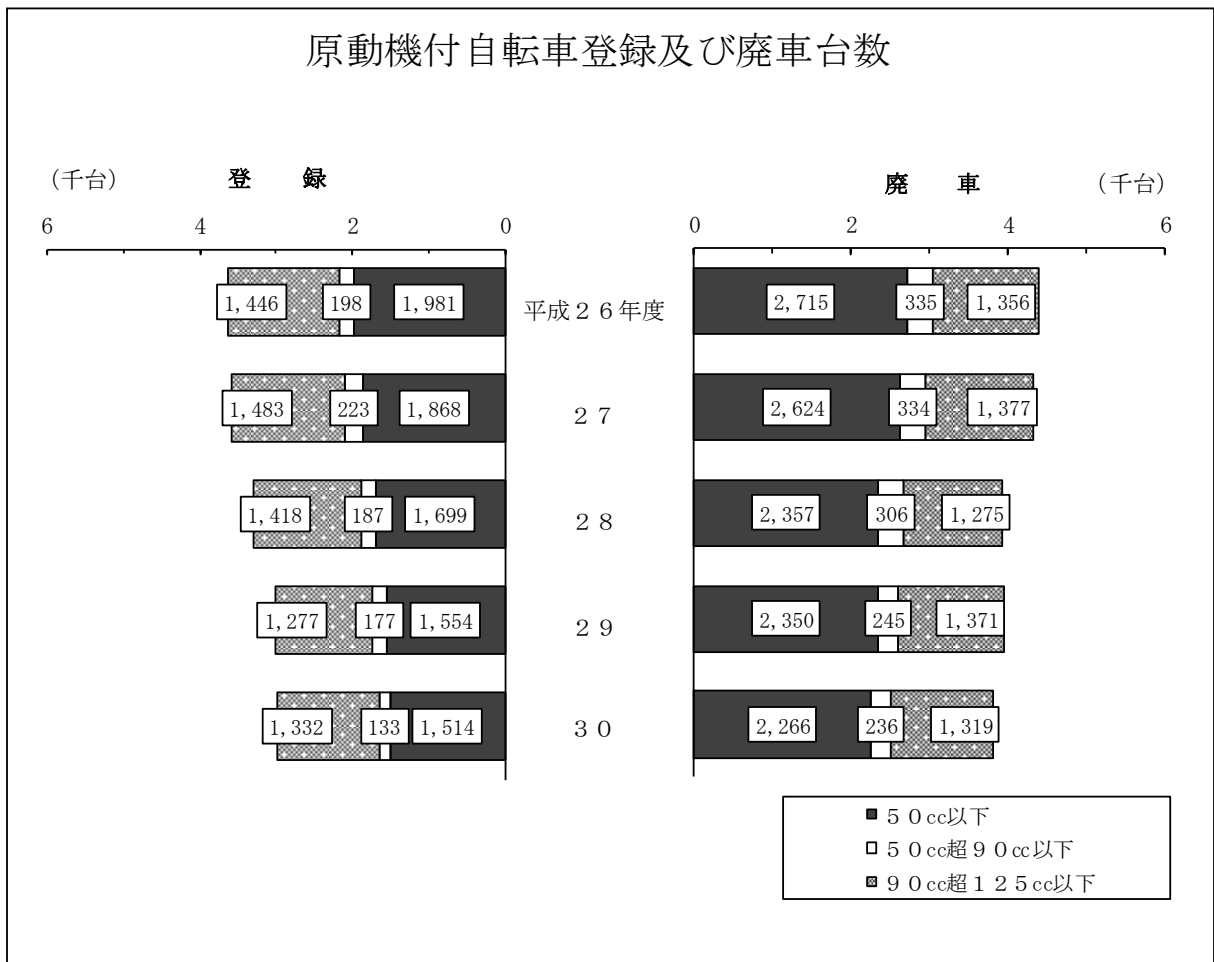 原動機付自転車登録及び廃車台数
（千台） 登 録 廃 車 （千台）
6 4 2 0 0 2 4 6
1,446 198 1,981 平成２６年度 2,715 335 1,356
1,483 223 1,868 ２７ 2,624 334 1,377
1,418 187 1,699 ２８ 2,357 306 1,275
1,277 177 1,554 ２９ 2,350 245 1,371
1,332 133 1,514 ３０ 2,266 236 1,319
５０cc以下
５０cc超９０cc以下
９０cc超１２５cc以下